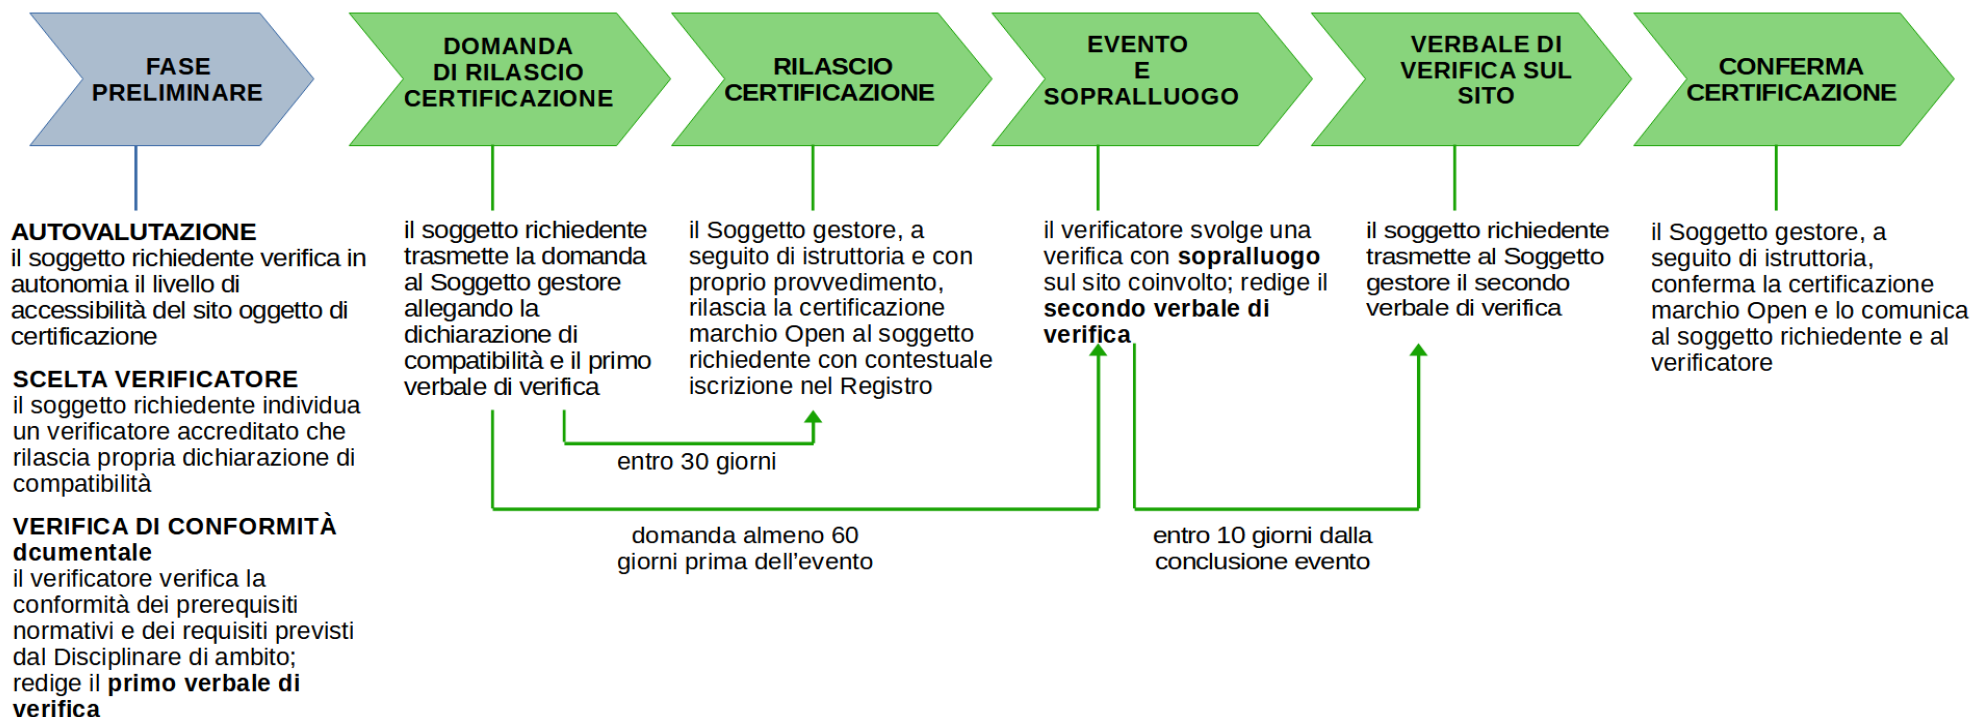 FASE
PRELIMINARE
DOMANDA
DI RILASCIO
CERTIFICAZIONE
RILASCIO
CERTIFICAZIONE
EVENTO
E
SOPRALLUOGO
VERBALE DI
VERIFICA SUL
SITO
CONFERMA
CERTIFICAZIONE
AUTOVALUTAZIONE
il soggetto richiedente verifica in
autonomia il livello di
accessibilità del sito oggetto di
certificazione
SCELTA VERIFICATORE
il soggetto richiedente individua
un verificatore accreditato che
rilascia propria dichiarazione di
compatibilità
VERIFICA DI CONFORMITÀ
dcumentale
il verificatore verifica la
conformità dei prerequisiti
normativi e dei requisiti previsti
dal Disciplinare di ambito;
redige il primo verbale di
verifica
il soggetto richiedente
trasmette la domanda
al Soggetto gestore
allegando la
dichiarazione di
compatibilità e il primo
verbale di verifica
il Soggetto gestore, a
seguito di istruttoria e con
proprio provvedimento,
rilascia la certificazione
marchio Open al soggetto
richiedente con contestuale
iscrizione nel Registro
il verificatore svolge una
verifica con sopralluogo
sul sito coinvolto; redige il
secondo verbale di
verifica
il soggetto richiedente
trasmette al Soggetto
gestore il secondo
verbale di verifica
il Soggetto gestore, a
seguito di istruttoria,
conferma la certificazione
marchio Open e lo comunica
al soggetto richiedente e al
verificatore
entro 30 giorni
domanda almeno 60
giorni prima dell'evento
entro 10 giorni dalla
conclusione evento